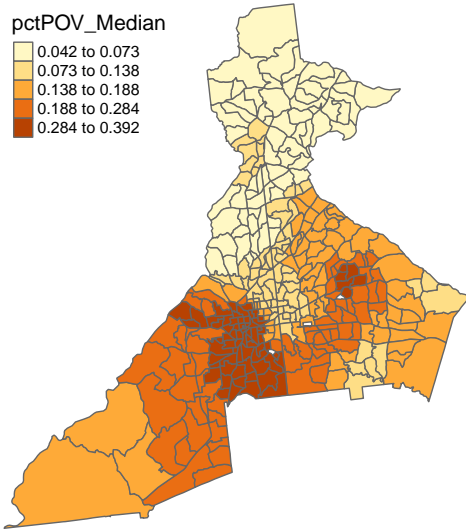 pctPOV_Median
0.042 to 0.073
0.073 to 0.138
0.138 to 0.188
0.188 to 0.284
0.284 to 0.392